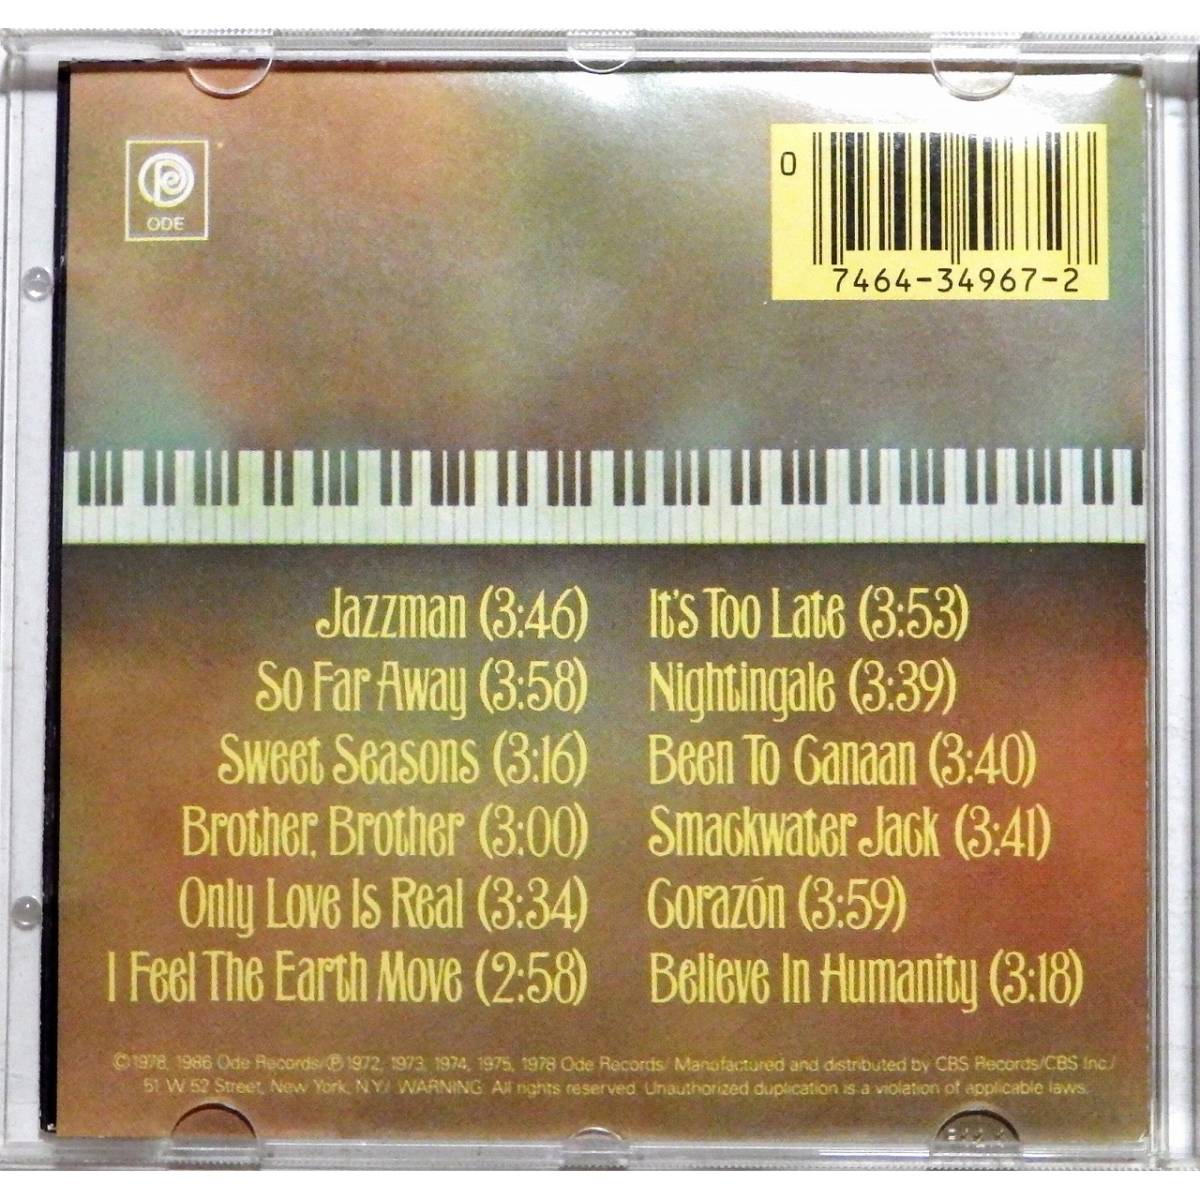 ODE
0
7464-34967-2
Jazzman (3:46)
So Far Away (3:58)
Sweet Seasons (3:16)
Brother, Brother (3:00)
Only Love Is Real (3:34)
I Feel The Earth Move (2:58)
It's Too Late (3:53)
Nightingale (3:39)
Been To Canaan (3:40)
Smackwater Jack (3:41)
Corazón (3:59)
Believe In Humanity (3:18)
©1978, 1986 Ode Records/℗1972, 1973, 1974, 1975, 1978 Ode Records/ Manufactured and distributed by CBS Records/CBS Inc./
51 W 52 Street, New York, N.Y./ WARNING: All rights reserved. Unauthorized duplication is a violation of applicable laws.